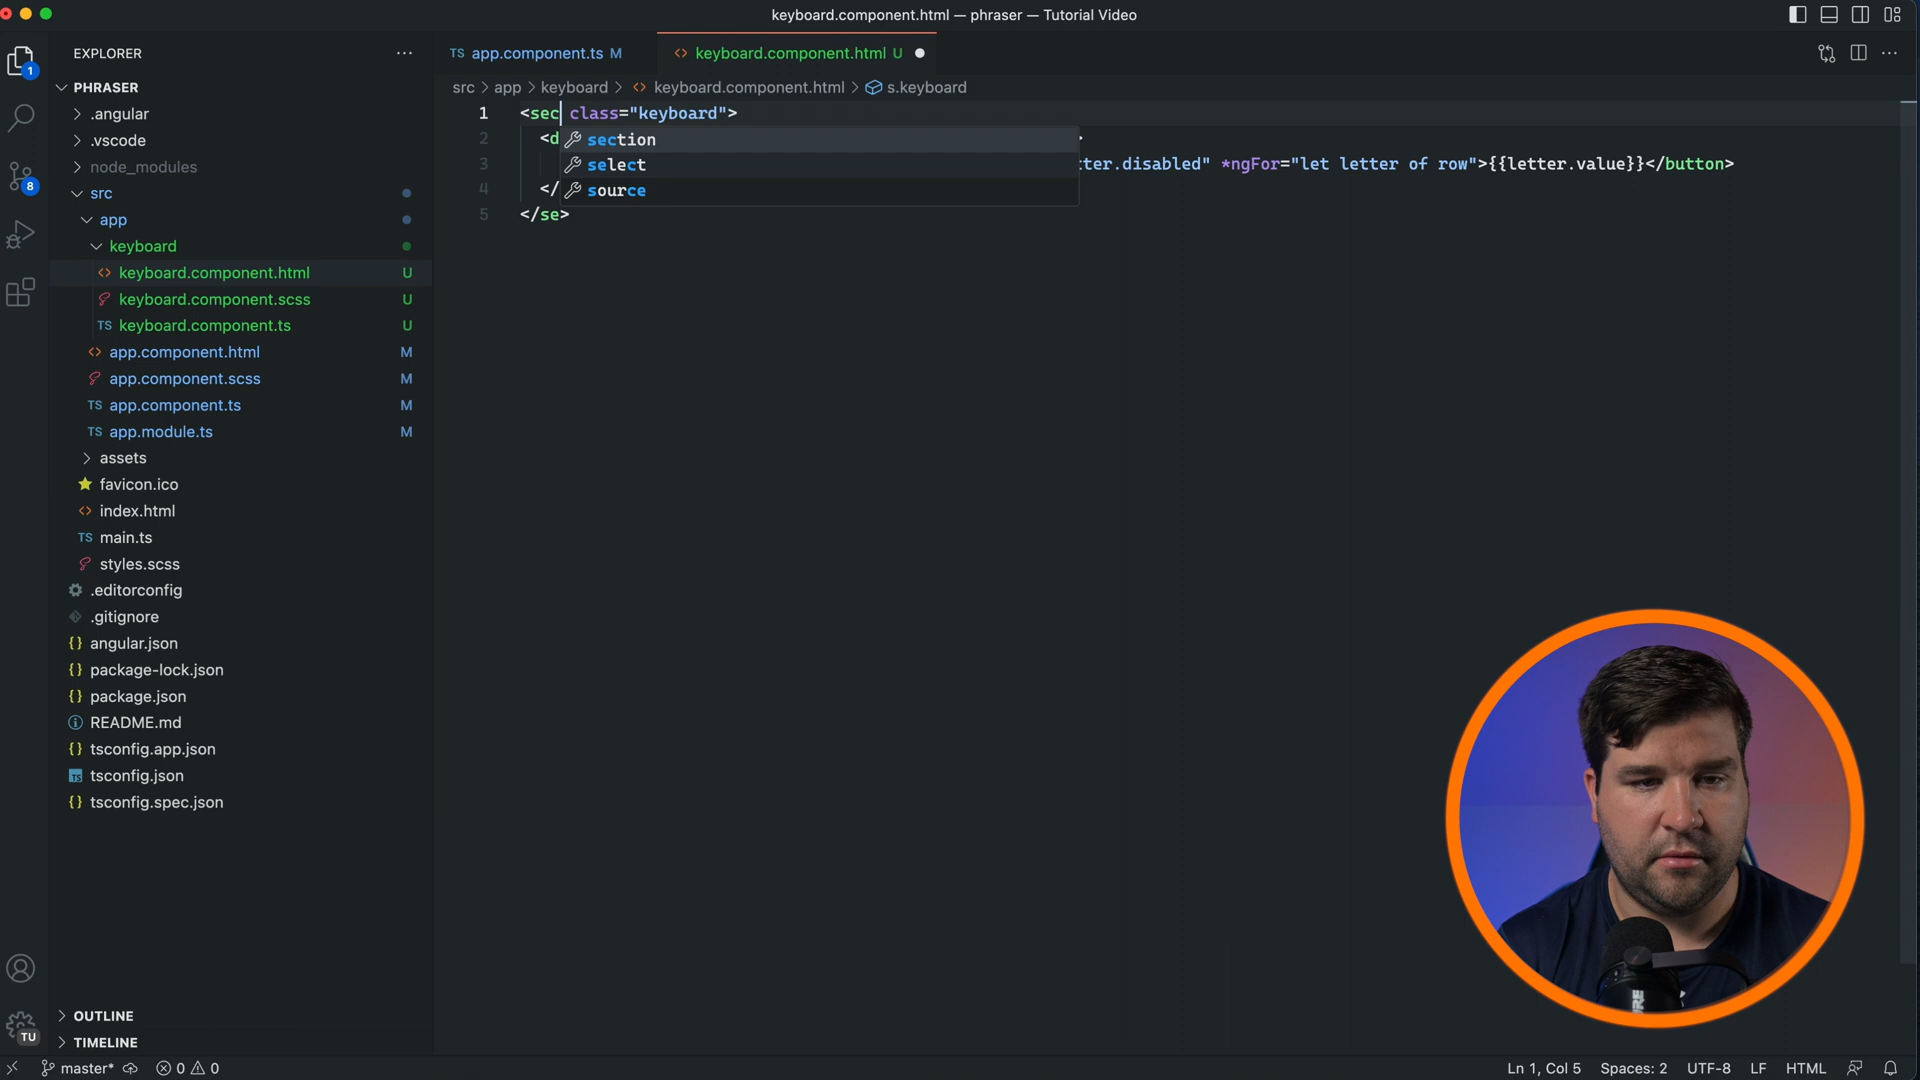 keyboard.component.html — phraser — Tutorial Video
EXPLORER
TS app.component.ts M
<> keyboard.component.html U
PHRASER
src > app > keyboard > <> keyboard.component.html > s.keyboard
.angular
.vscode
node_modules
src
app
keyboard
<> keyboard.component.html U
keyboard.component.scss U
TS keyboard.component.ts U
<> app.component.html M
app.component.scss M
TS app.component.ts M
TS app.module.ts M
assets
favicon.ico
<> index.html
TS main.ts
styles.scss
.editorconfig
.gitignore
{} angular.json
{} package-lock.json
{} package.json
README.md
{} tsconfig.app.json
TS tsconfig.json
{} tsconfig.spec.json
OUTLINE
TIMELINE
1
8
TU
1 <sec class="keyboard">
2 <d >
3 ter.disabled" *ngFor="let letter of row">{{letter.value}}</button>
4 </
5 </se>
section
select
source
master* 0 0
Ln 1, Col 5 Spaces: 2 UTF-8 LF HTML